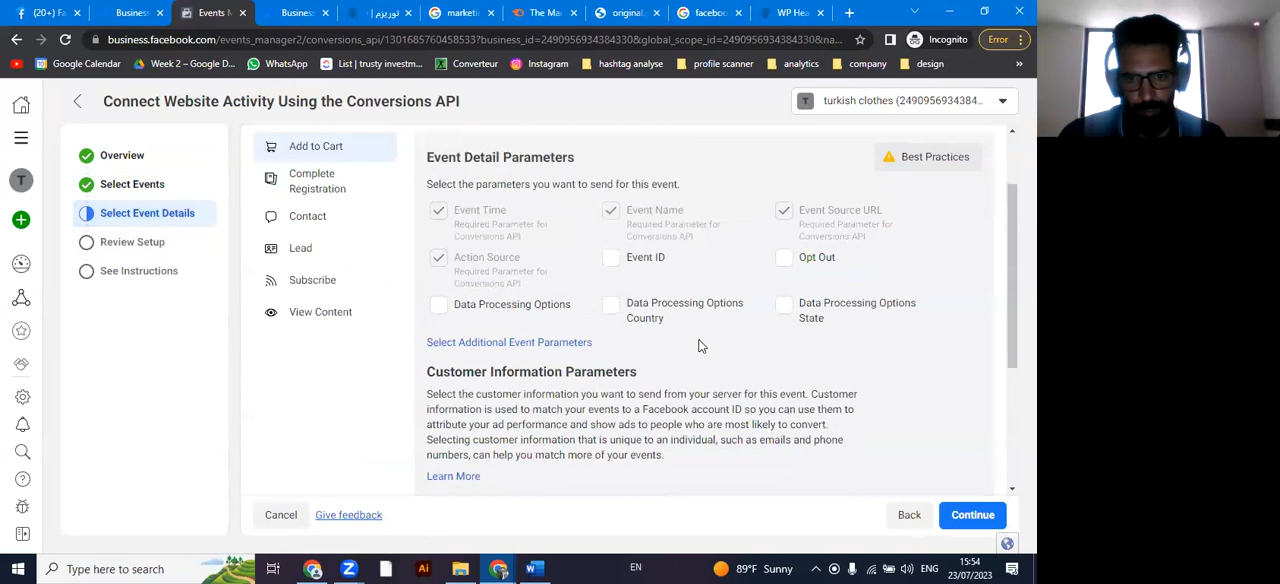 (20+) Fa
Business
Events M
Business
توريزم |
marketi
The Mar
original
faceboo
WP Hea
business.facebook.com/events_manager2/conversions_api/1301685760458533?business_id=249095693438433​0&global_scope_id=2490956934384330&na...
Incognito
Error
Google Calendar
Week 2 – Google D...
WhatsApp
List | trusty investm...
Converteur
Instagram
hashtag analyse
profile scanner
analytics
company
design
»
Connect Website Activity Using the Conversions API
T
turkish clothes (2490956934384...
T
Overview
Select Events
Select Event Details
Review Setup
See Instructions
Add to Cart
Complete
Registration
Contact
Lead
Subscribe
View Content
Event Detail Parameters
Best Practices
Select the parameters you want to send for this event.
Event Time
Required Parameter for
Conversions API
Event Name
Required Parameter for
Conversions API
Event Source URL
Required Parameter for
Conversions API
Action Source
Required Parameter for
Conversions API
Event ID
Opt Out
Data Processing Options
Data Processing Options
Country
Data Processing Options
State
Select Additional Event Parameters
Customer Information Parameters
Select the customer information you want to send from your server for this event. Customer
information is used to match your events to a Facebook account ID so you can use them to
attribute your ad performance and show ads to people who are most likely to convert.
Selecting customer information that is unique to an individual, such as emails and phone
numbers, can help you match more of your events.
Learn More
Cancel
Give feedback
Back
Continue
Type here to search
Ai
EN
89°F Sunny
ENG
15:54
23/07/2023